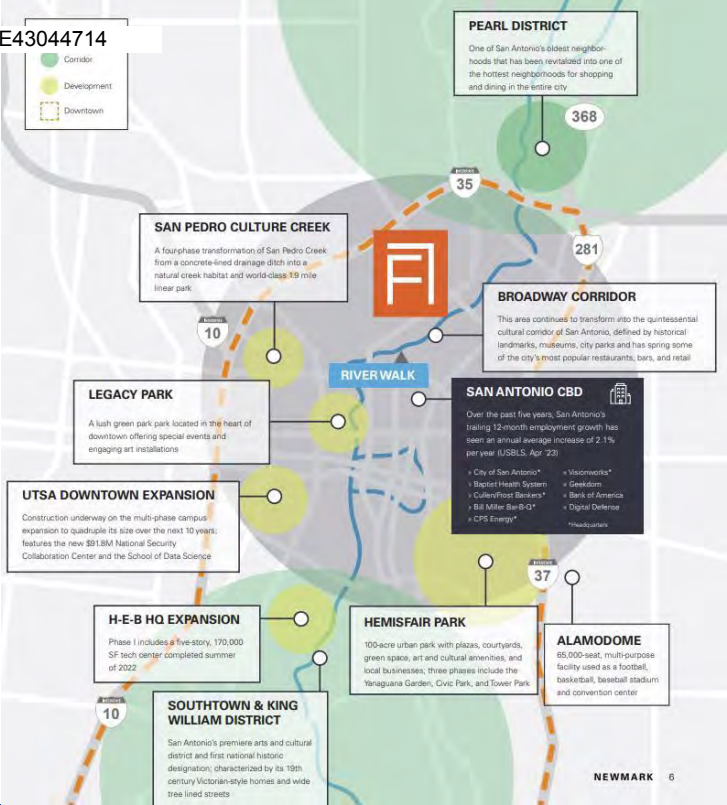 E43044714
Corridor
Development
Downtown
PEARL DISTRICT
One of San Antonio's oldest neighbor-
hoods that has been revitalized into one of
the hottest neighborhoods for shopping
and dining in the entire city
368
35
281
SAN PEDRO CULTURE CREEK
A four-phase transformation of San Pedro Creek
from a concrete-lined drainage ditch into a
natural creek habitat and world-class 1.9 mile
linear park
10
BROADWAY CORRIDOR
This area continues to transform into the quintessential
cultural corridor of San Antonio, defined by historical
landmarks, museums, city parks and has spring some
of the city's most popular restaurants, bars, and retail
RIVER WALK
LEGACY PARK
A lush green park park located in the heart of
downtown offering special events and
engaging art installations
SAN ANTONIO CBD
Over the past five years, San Antonio's
trailing 12-month employment growth has
seen an annual average increase of 2.1%
per year (USBLS, Apr '23)
» City of San Antonio*
» Baptist Health System
» Cullen/Frost Bankers*
» Bill Miller Bar-B-Q*
» CPS Energy*
» Visionworks*
» Geekdom
» Bank of America
» Digital Defense
*Headquarters
UTSA DOWNTOWN EXPANSION
Construction underway on the multi-phase campus
expansion to quadruple its size over the next 10 years;
features the new $91.8M National Security
Collaboration Center and the School of Data Science
37
H-E-B HQ EXPANSION
Phase I includes a five-story, 170,000
SF tech center completed summer
of 2022
HEMISFAIR PARK
100-acre urban park with plazas, courtyards,
green space, art and cultural amenities, and
local businesses; three phases include the
Yanaguana Garden, Civic Park, and Tower Park
ALAMODOME
65,000-seat, multi-purpose
facility used as a football,
basketball, baseball stadium
and convention center
10
SOUTHTOWN & KING
WILLIAM DISTRICT
San Antonio's premiere arts and cultural
district and first national historic
designation; characterized by its 19th
century Victorian-style homes and wide
tree lined streets
NEWMARK 6